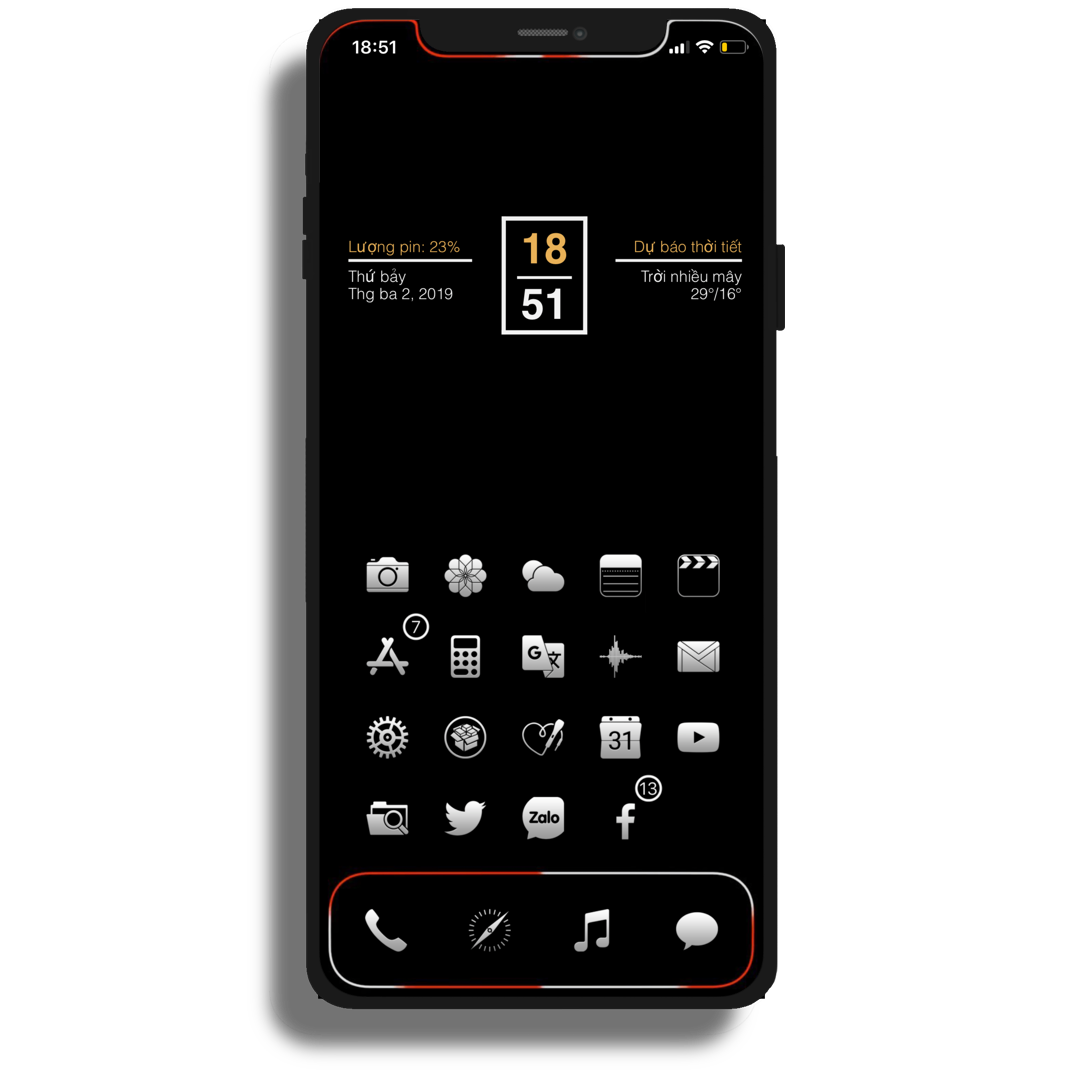 18:51
Lượng pin: 23%
Thứ bảy
Thg ba 2, 2019
18
51
Dự báo thời tiết
Trời nhiều mây
29°/16°
7
G 文
31
13
Zalo
f